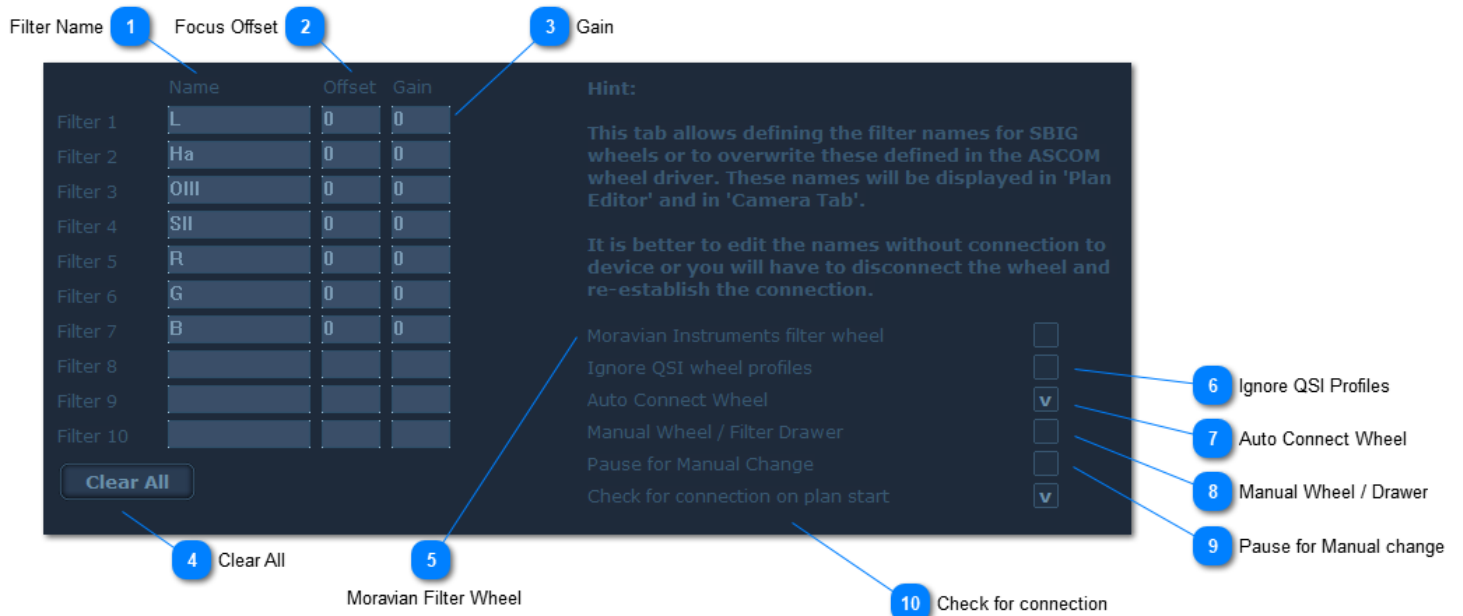 Filter Name 1 Focus Offset 2 3 Gain
Name Offset Gain
Filter 1 L 0 0
Filter 2 Ha 0 0
Filter 3 OIII 0 0
Filter 4 SII 0 0
Filter 5 R 0 0
Filter 6 G 0 0
Filter 7 B 0 0
Filter 8
Filter 9
Filter 10
Clear All
Hint:
This tab allows defining the filter names for SBIG
wheels or to overwrite these defined in the ASCOM
wheel driver. These names will be displayed in 'Plan
Editor' and in 'Camera Tab'.
It is better to edit the names without connection to
device or you will have to disconnect the wheel and
re-establish the connection.
Moravian Instruments filter wheel
Ignore QSI wheel profiles
Auto Connect Wheel v
Manual Wheel / Filter Drawer
Pause for Manual Change
Check for connection on plan start v
6 Ignore QSI Profiles
7 Auto Connect Wheel
8 Manual Wheel / Drawer
9 Pause for Manual change
4 Clear All
5
Moravian Filter Wheel
10 Check for connection